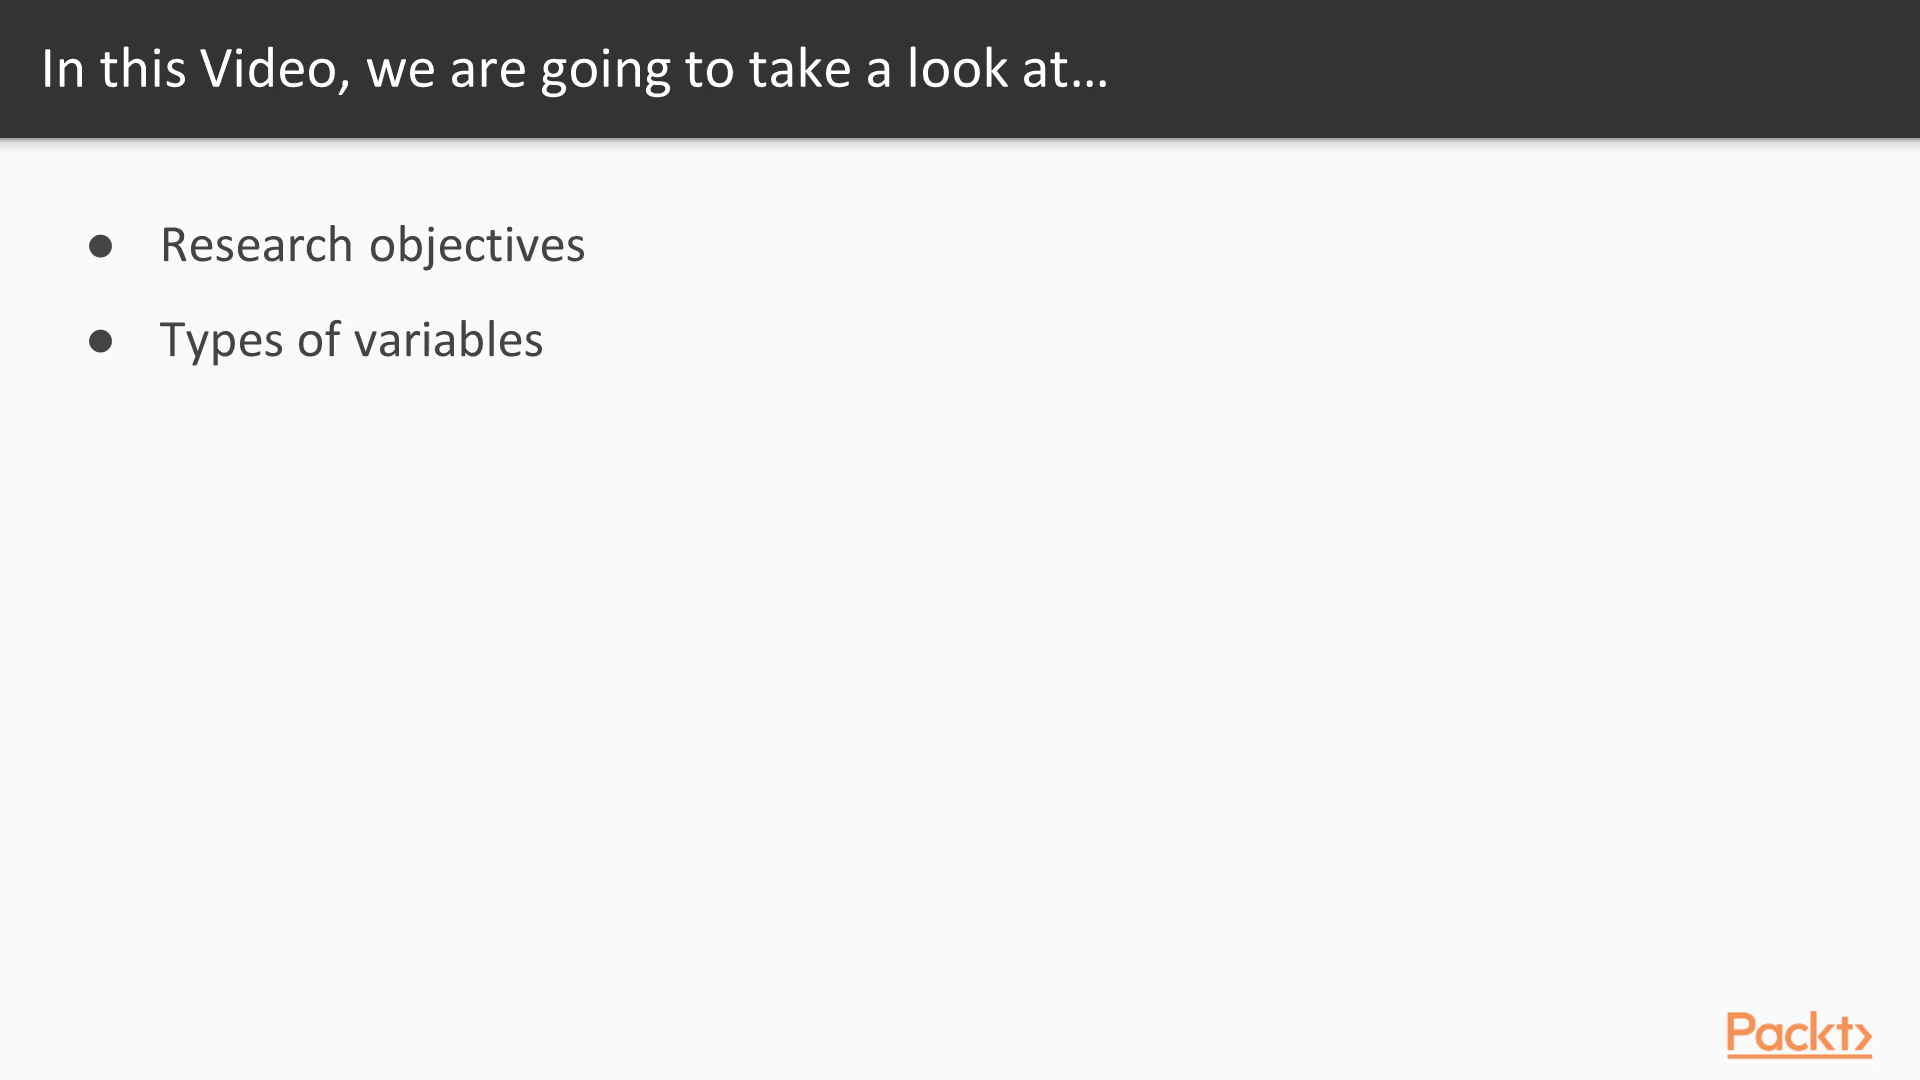 In this Video, we are going to take a look at…
● Research objectives
● Types of variables
Packt>